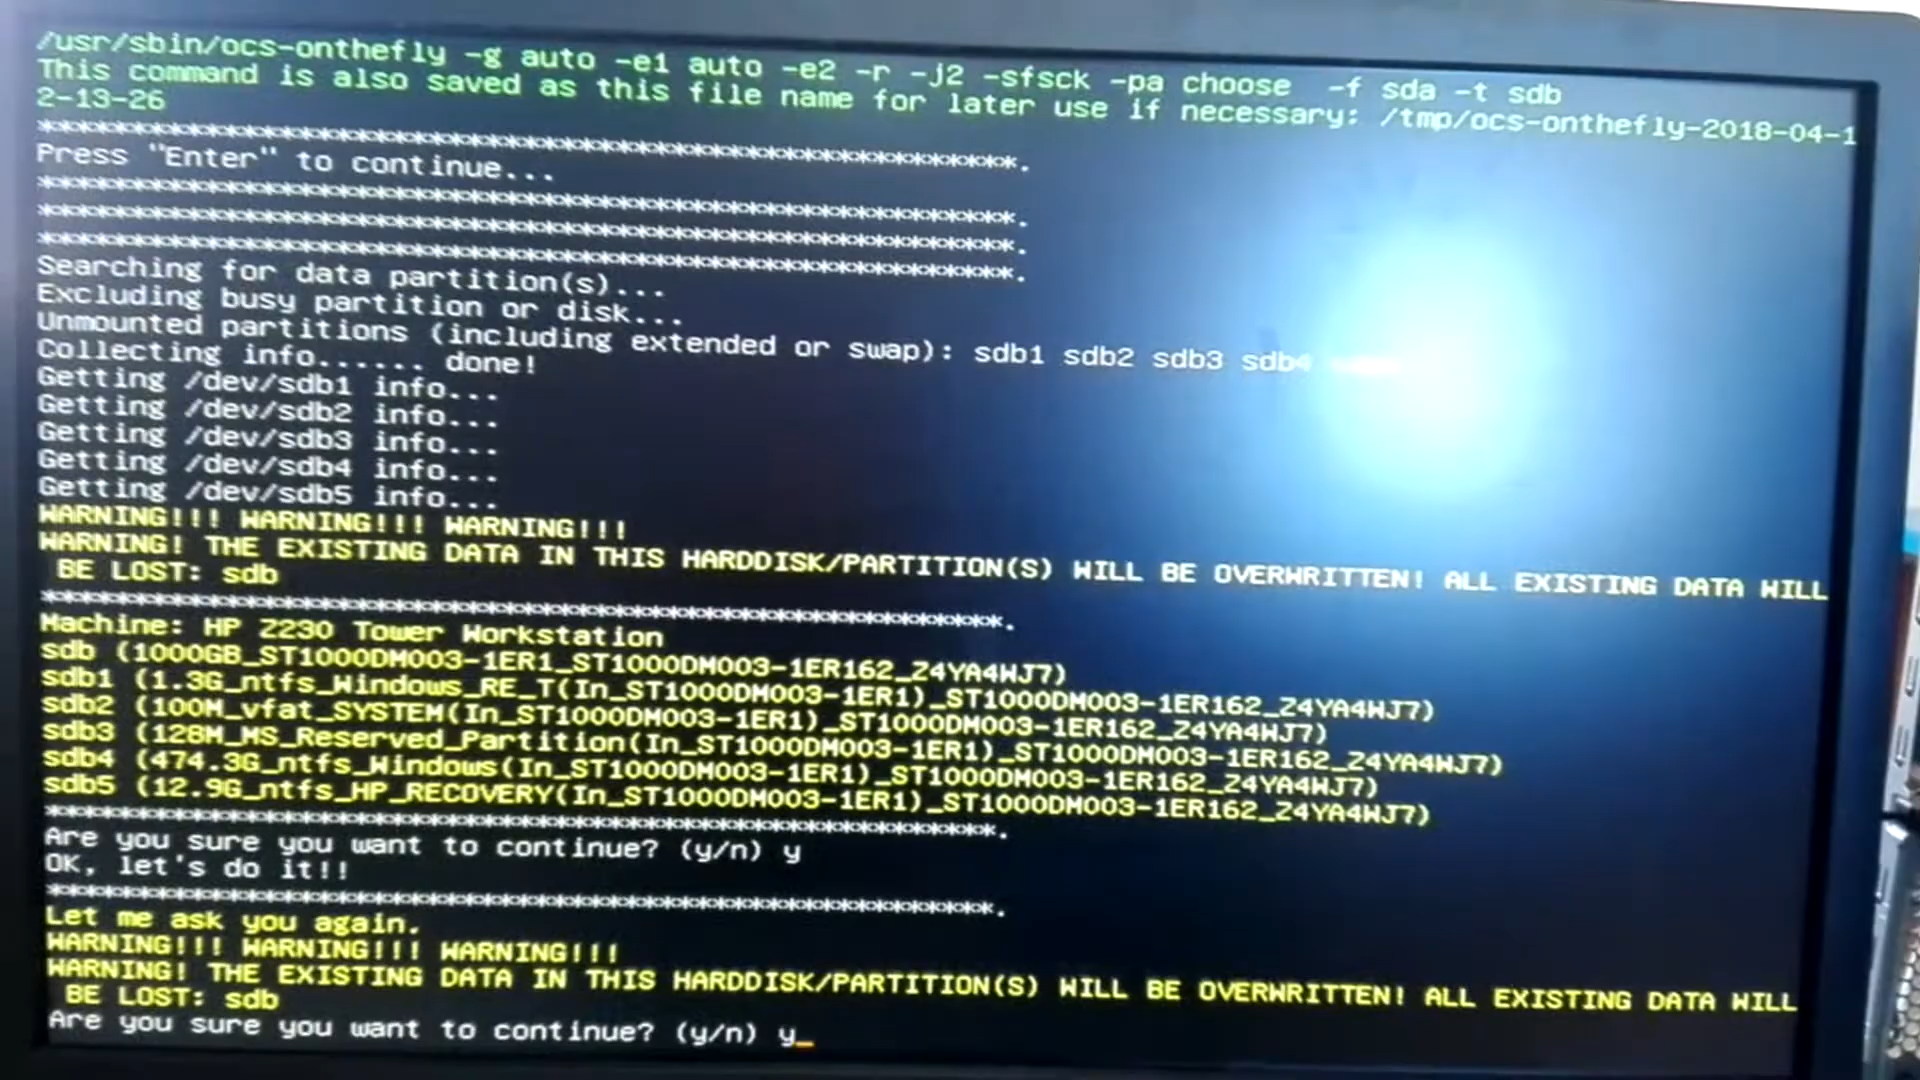 /usr/sbin/ocs-onthefly -g auto -e1 auto -e2 -r -j2 -sfsck -pa choose -f sda -t sdb
This command is also saved as this file name for later use if necessary: /tmp/ocs-onthefly-2018-04-1
2-13-26
*****************************************************.
Press "Enter" to continue...
*****************************************************.
*****************************************************.
*****************************************************.
Searching for data partition(s)...
Excluding busy partition or disk...
Unmounted partitions (including extended or swap): sdb1 sdb2 sdb3 sdb4
Collecting info...... done!
Getting /dev/sdb1 info...
Getting /dev/sdb2 info...
Getting /dev/sdb3 info...
Getting /dev/sdb4 info...
Getting /dev/sdb5 info...
WARNING!!! WARNING!!! WARNING!!!
WARNING! THE EXISTING DATA IN THIS HARDDISK/PARTITION(S) WILL BE OVERWRITTEN! ALL EXISTING DATA WILL
BE LOST: sdb
*****************************************************.
Machine: HP Z230 Tower Workstation
sdb (1000GB_ST1000DM003-1ER1_ST1000DM003-1ER162_Z4YA4WJ7)
sdb1 (1.3G_ntfs_Windows_RE_T(In_ST1000DM003-1ER1)_ST1000DM003-1ER162_Z4YA4WJ7)
sdb2 (100M_vfat_SYSTEM(In_ST1000DM003-1ER1)_ST1000DM003-1ER162_Z4YA4WJ7)
sdb3 (128M_MS_Reserved_Partition(In_ST1000DM003-1ER1)_ST1000DM003-1ER162_Z4YA4WJ7)
sdb4 (474.3G_ntfs_Windows(In_ST1000DM003-1ER1)_ST1000DM003-1ER162_Z4YA4WJ7)
sdb5 (12.9G_ntfs_HP_RECOVERY(In_ST1000DM003-1ER1)_ST1000DM003-1ER162_Z4YA4WJ7)
*****************************************************.
Are you sure you want to continue? (y/n) y
OK, let's do it!!
*****************************************************.
Let me ask you again.
WARNING!!! WARNING!!! WARNING!!!
WARNING! THE EXISTING DATA IN THIS HARDDISK/PARTITION(S) WILL BE OVERWRITTEN! ALL EXISTING DATA WILL
BE LOST: sdb
Are you sure you want to continue? (y/n) y_